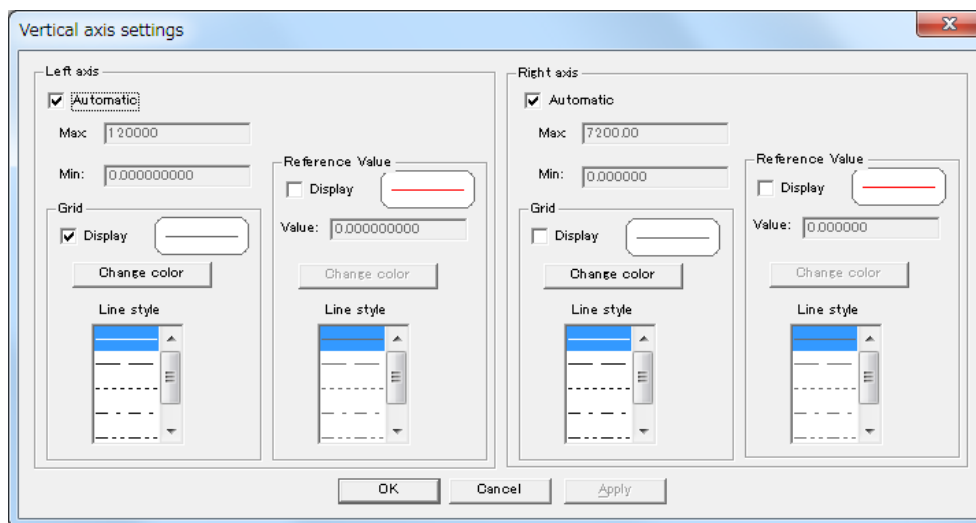 Vertical axis settings
X
Left axis
Automatic
Max: 120000
Min: 0.000000000
Grid
Display
Change color
Line style
Reference Value
Display
Value: 0.000000000
Change color
Line style
Right axis
Automatic
Max: 7200.00
Min: 0.000000
Grid
Display
Change color
Line style
Reference Value
Display
Value: 0.000000
Change color
Line style
OK
Cancel
Apply